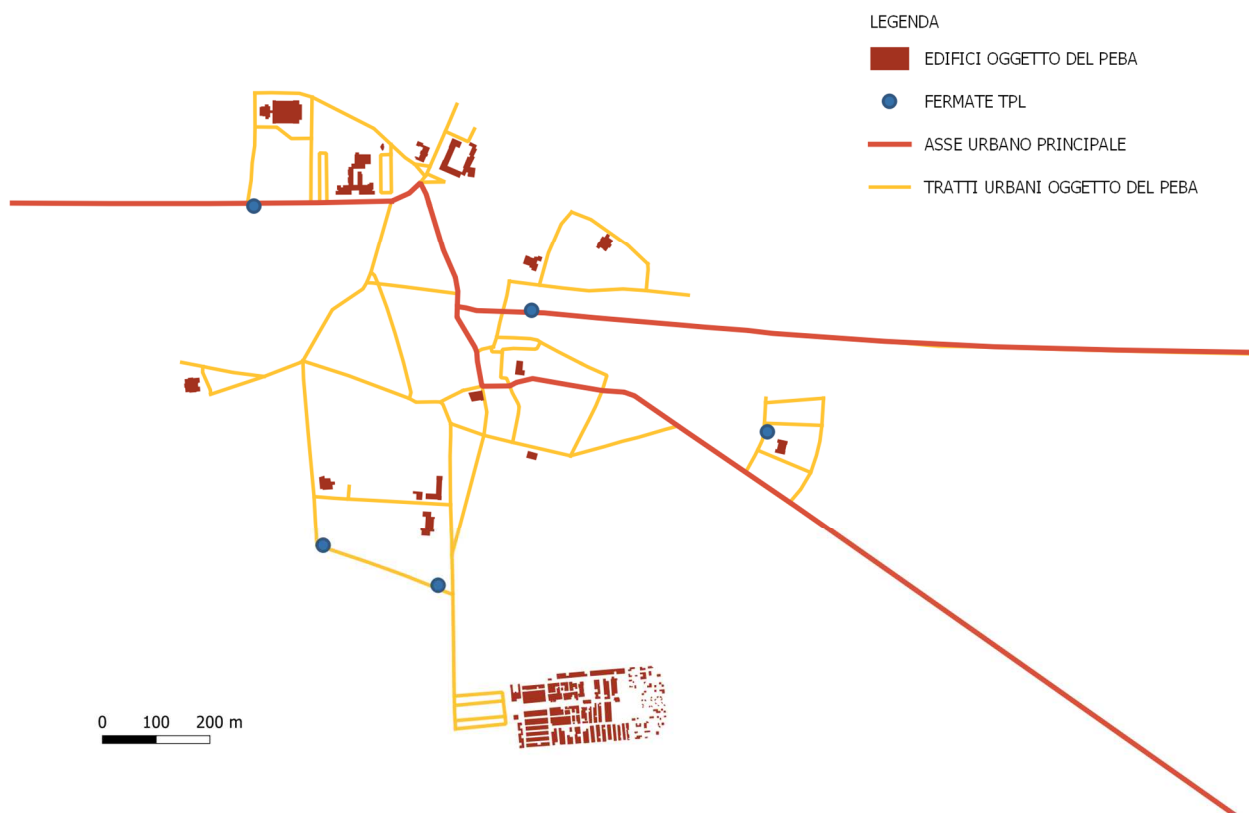 LEGENDA
EDIFICI OGGETTO DEL PEBA
FERMATE TPL
ASSE URBANO PRINCIPALE
TRATTI URBANI OGGETTO DEL PEBA
0 100 200 m